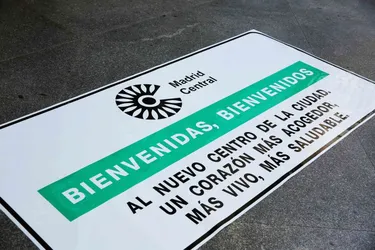 Madrid
Central
BIENVENIDAS, BIENVENIDOS
AL NUEVO CENTRO DE LA CIUDAD.
UN CORAZÓN MÁS ACOGEDOR,
MÁS VIVO, MÁS SALUDABLE.